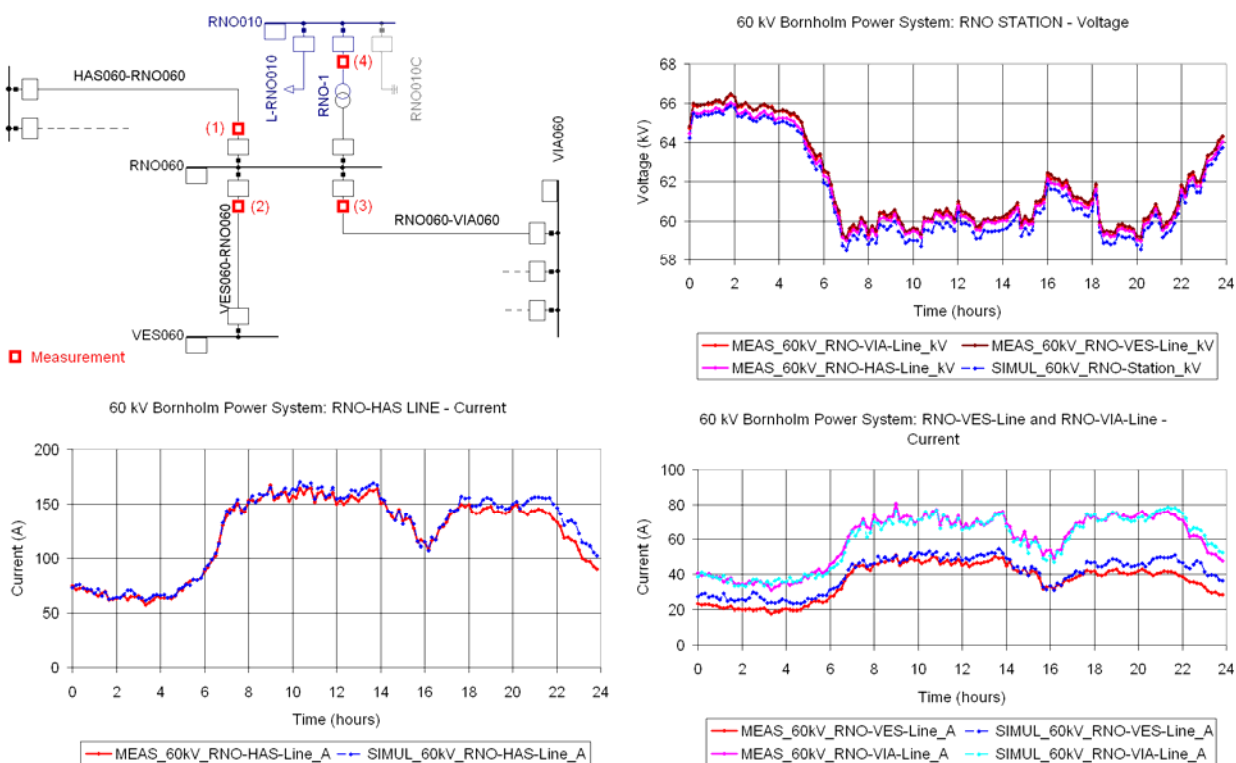 RNO010
HAS060-RNO060
(1)
L-RNO010
RNO-1
(4)
RNO010C
RNO060
(2)
(3)
VIA060
RNO060-VIA060
VES060-RNO060
VES060
Measurement
60 kV Bornholm Power System: RNO STATION - Voltage
Voltage (kV)
68
66
64
62
60
58
0 2 4 6 8 10 12 14 16 18 20 22 24
Time (hours)
MEAS_60kV_RNO-VIA-Line_kV
MEAS_60kV_RNO-VES-Line_kV
MEAS_60kV_RNO-HAS-Line_kV
SIMUL_60kV_RNO-Station_kV
60 kV Bornholm Power System: RNO-HAS LINE - Current
Current (A)
200
150
100
50
0
0 2 4 6 8 10 12 14 16 18 20 22 24
Time (hours)
MEAS_60kV_RNO-HAS-Line_A
SIMUL_60kV_RNO-HAS-Line_A
60 kV Bornholm Power System: RNO-VES-Line and RNO-VIA-Line -
Current
Current (A)
100
80
60
40
20
0
0 2 4 6 8 10 12 14 16 18 20 22 24
Time (hours)
MEAS_60kV_RNO-VES-Line_A
SIMUL_60kV_RNO-VES-Line_A
MEAS_60kV_RNO-VIA-Line_A
SIMUL_60kV_RNO-VIA-Line_A